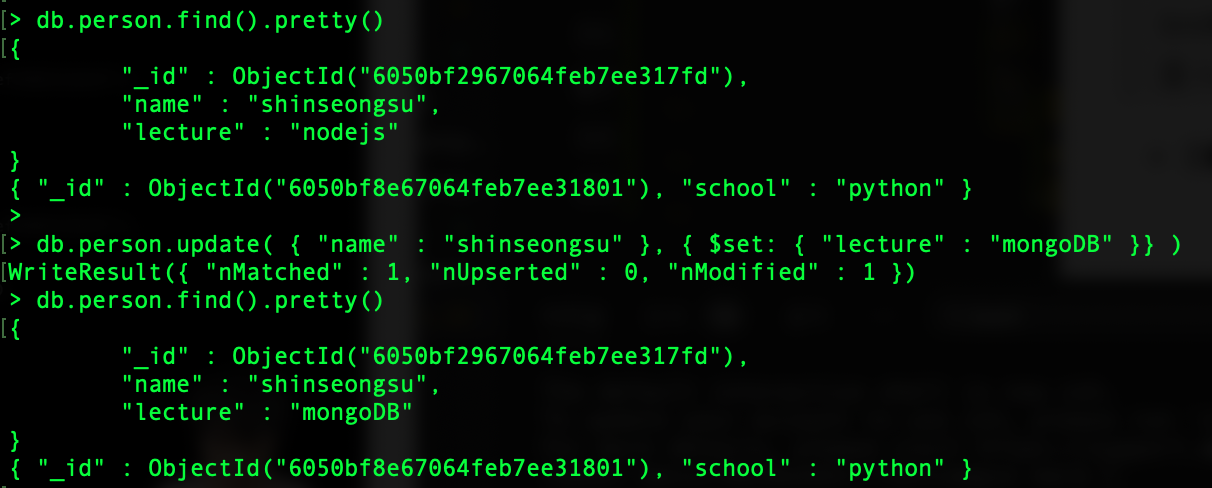 > db.person.find().pretty()
{
        "_id" : ObjectId("6050bf2967064feb7ee317fd"),
        "name" : "shinseongsu",
        "lecture" : "nodejs"
}
{ "_id" : ObjectId("6050bf8e67064feb7ee31801"), "school" : "python" }
>
> db.person.update( { "name" : "shinseongsu" }, { $set: { "lecture" : "mongoDB" }} )
WriteResult({ "nMatched" : 1, "nUpserted" : 0, "nModified" : 1 })
> db.person.find().pretty()
{
        "_id" : ObjectId("6050bf2967064feb7ee317fd"),
        "name" : "shinseongsu",
        "lecture" : "mongoDB"
}
{ "_id" : ObjectId("6050bf8e67064feb7ee31801"), "school" : "python" }